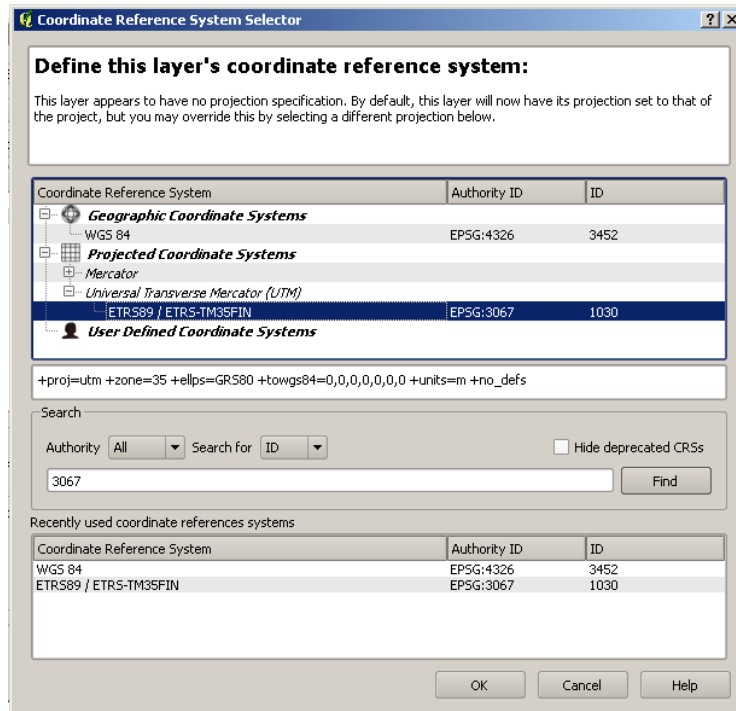 Coordinate Reference System Selector
Define this layer's coordinate reference system:
This layer appears to have no projection specification. By default, this layer will now have its projection set to that of
the project, but you may override this by selecting a different projection below.
Coordinate Reference System Authority ID ID
Geographic Coordinate Systems
WGS 84 EPSG:4326 3452
Projected Coordinate Systems
Mercator
Universal Transverse Mercator (UTM)
ETRS89 / ETRS-TM35FIN EPSG:3067 1030
User Defined Coordinate Systems
+proj=utm +zone=35 +ellps=GRS80 +towgs84=0,0,0,0,0,0,0 +units=m +no_defs
Search
Authority All Search for ID Hide deprecated CRSs
3067 Find
Recently used coordinate references systems
Coordinate Reference System Authority ID ID
WGS 84 EPSG:4326 3452
ETRS89 / ETRS-TM35FIN EPSG:3067 1030
OK Cancel Help